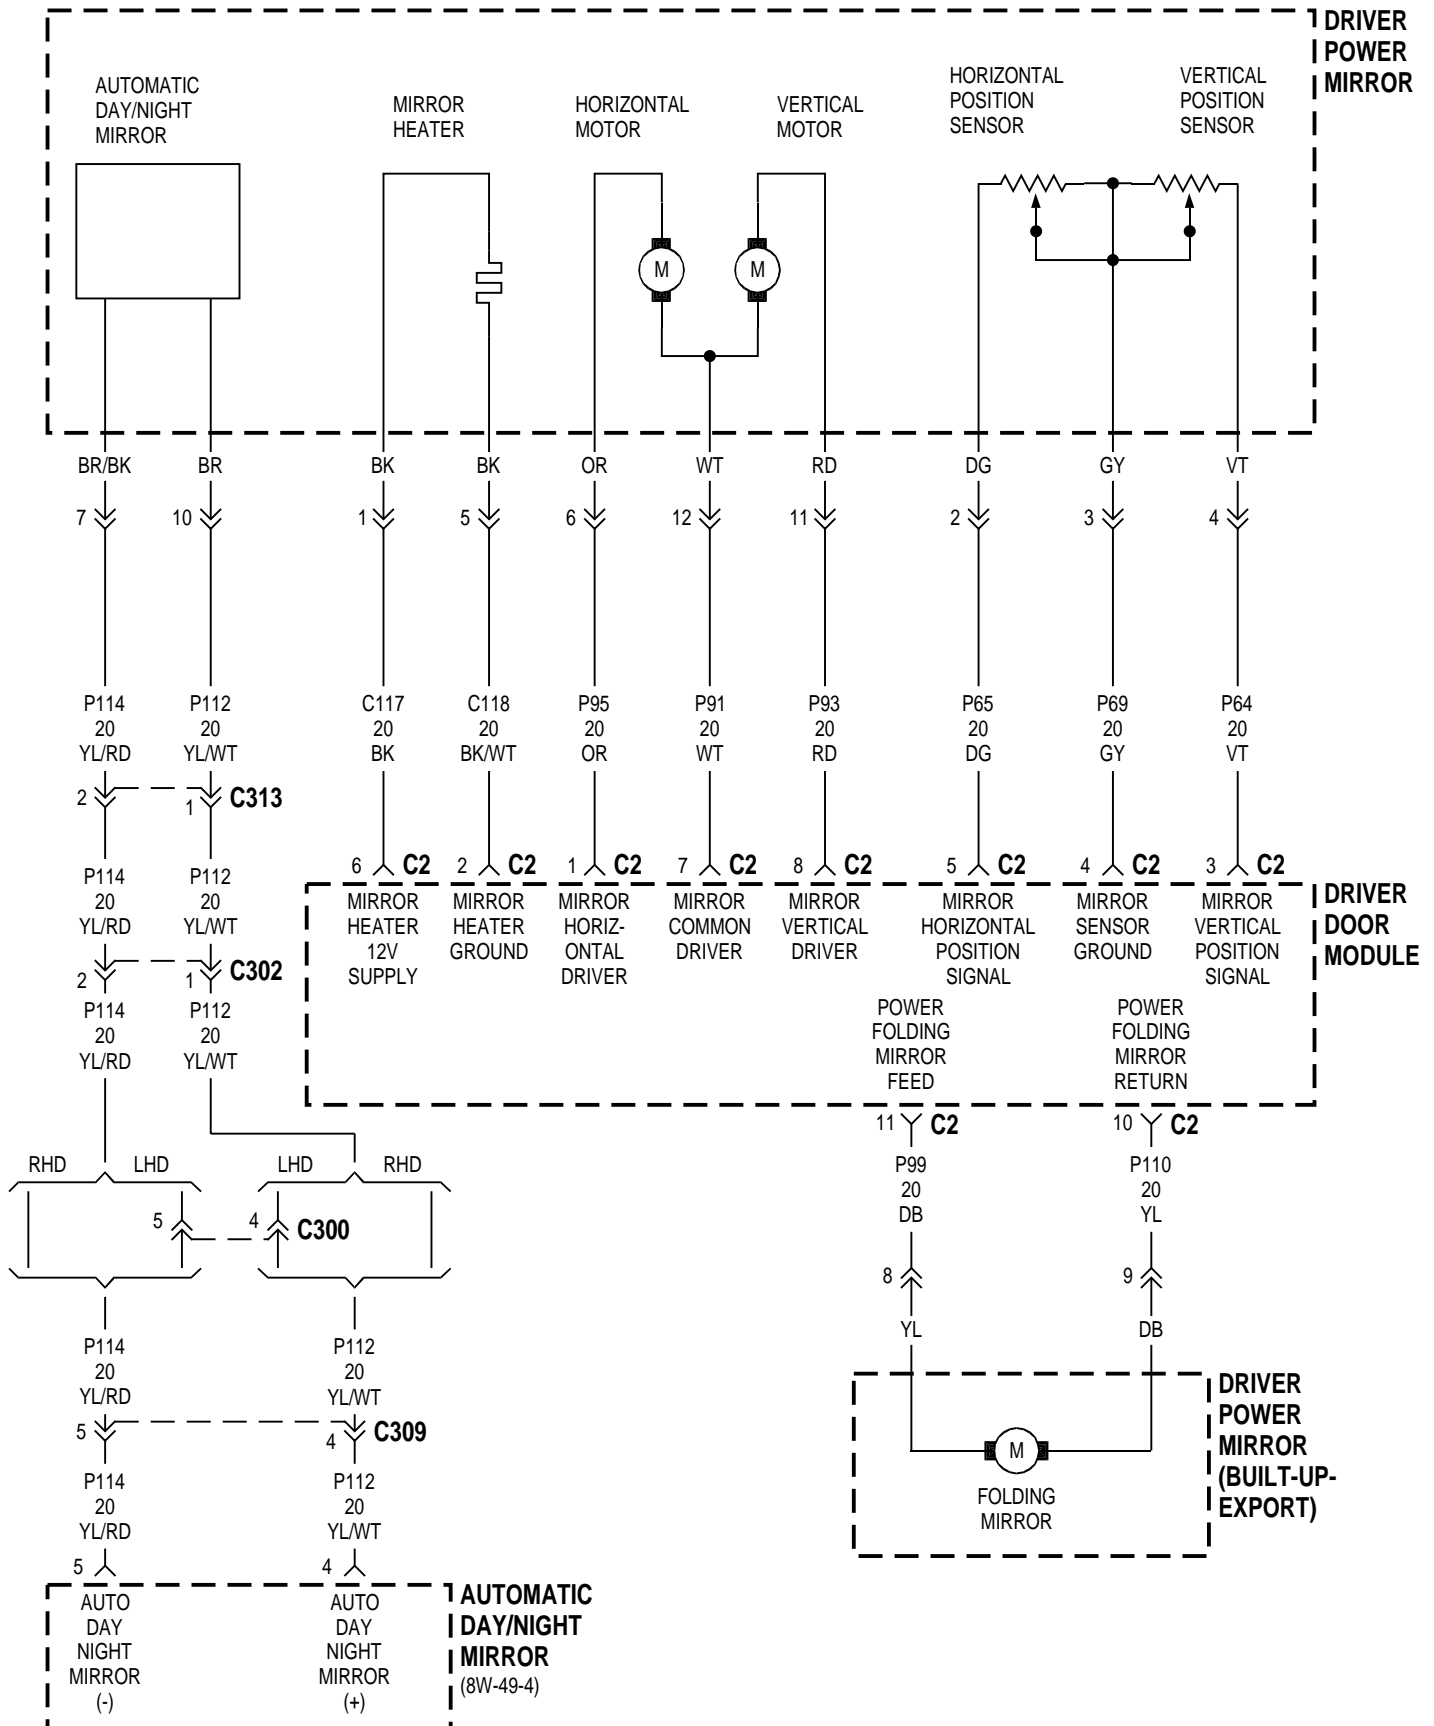 DRIVER
POWER
MIRROR
AUTOMATIC
DAY/NIGHT
MIRROR
MIRROR
HEATER
HORIZONTAL
MOTOR
VERTICAL
MOTOR
HORIZONTAL
POSITION
SENSOR
VERTICAL
POSITION
SENSOR
M M
BR/BK BR BK BK OR WT RD DG GY VT
7 10 1 5 6 12 11 2 3 4
P114 P112 C117 C118 P95 P91 P93 P65 P69 P64
20 20 20 20 20 20 20 20 20 20
YL/RD YL/WT BK BK/WT OR WT RD DG GY VT
2 1 C313
6 C2 2 C2 1 C2 7 C2 8 C2 5 C2 4 C2 3 C2
P114 P112
20 20
YL/RD YL/WT
DRIVER
DOOR
MODULE
MIRROR
HEATER
12V
SUPPLY
MIRROR
HEATER
GROUND
MIRROR
HORIZ-
ONTAL
DRIVER
MIRROR
COMMON
DRIVER
MIRROR
VERTICAL
DRIVER
MIRROR
HORIZONTAL
POSITION
SIGNAL
MIRROR
SENSOR
GROUND
MIRROR
VERTICAL
POSITION
SIGNAL
2 1 C302
P114 P112
20 20
YL/RD YL/WT
POWER
FOLDING
MIRROR
FEED
POWER
FOLDING
MIRROR
RETURN
11 C2 10 C2
RHD LHD LHD RHD
5 4 C300
P99 P110
20 20
DB YL
8 9
YL DB
P114 P112
20 20
YL/RD YL/WT
5 4 C309
P114 P112
20 20
YL/RD YL/WT
5 4
DRIVER
POWER
MIRROR
(BUILT-UP-
EXPORT)
M
FOLDING
MIRROR
AUTO
DAY
NIGHT
MIRROR
(-)
AUTO
DAY
NIGHT
MIRROR
(+)
AUTOMATIC
DAY/NIGHT
MIRROR
(8W-49-4)